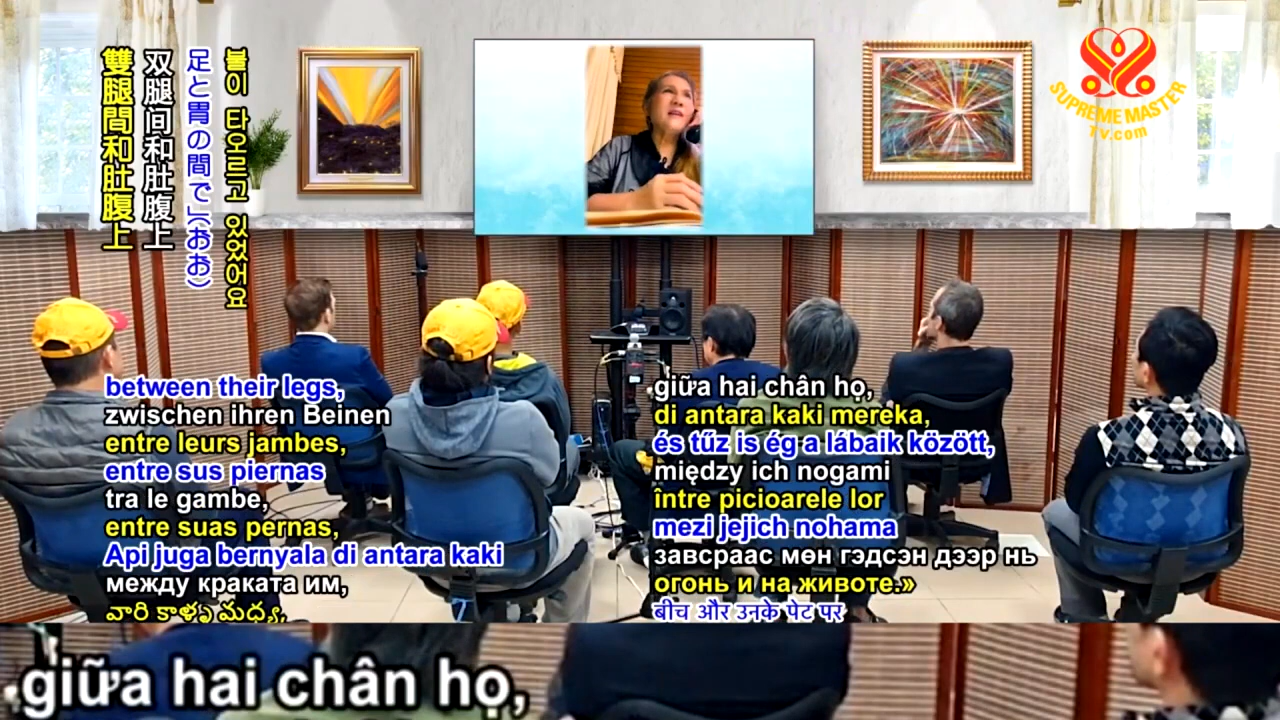 雙腿間和肚腹上
双腿间和肚腹上
足と胃の間で」（おお）
불이 타오르고 있었어요
SUPREME MASTER
TV.com
between their legs,
zwischen ihren Beinen
entre leurs jambes,
entre sus piernas
tra le gambe,
entre suas pernas,
Api juga bernyala di antara kaki
между краката им,
వారి కాళ్ళ మధ్య,
giữa hai chân họ,
di antara kaki mereka,
és tűz is ég a lábaik között,
między ich nogami
între picioarele lor
mezi jejich nohama
завсраас мөн гэдсэн дээр нь
огонь и на животе.»
बीच और उनके पेट पर
giữa hai chân họ,